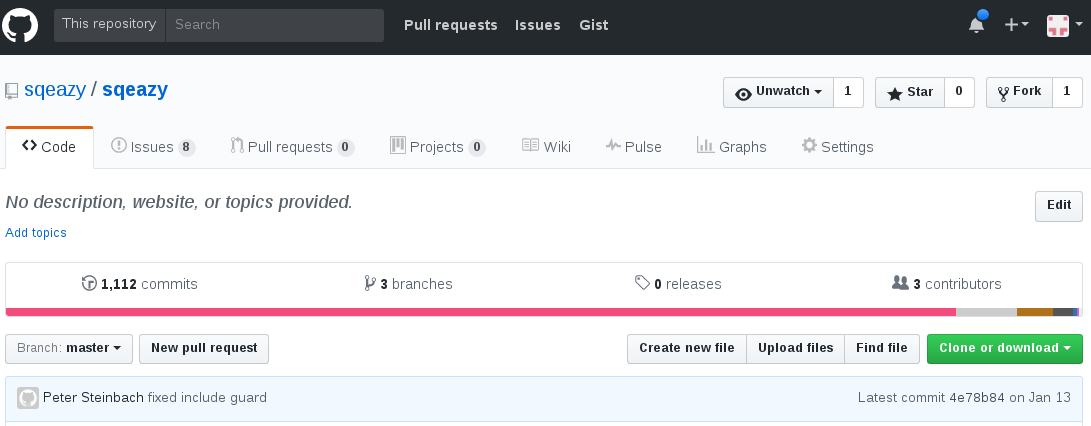 This repository Search Pull requests Issues Gist
sqeazy / sqeazy Unwatch 1 Star 0 Fork 1
Code Issues 8 Pull requests 0 Projects 0 Wiki Pulse Graphs Settings
No description, website, or topics provided. Edit
Add topics
1,112 commits 3 branches 0 releases 3 contributors
Branch: master New pull request Create new file Upload files Find file Clone or download
Peter Steinbach fixed include guard Latest commit 4e78b84 on Jan 13